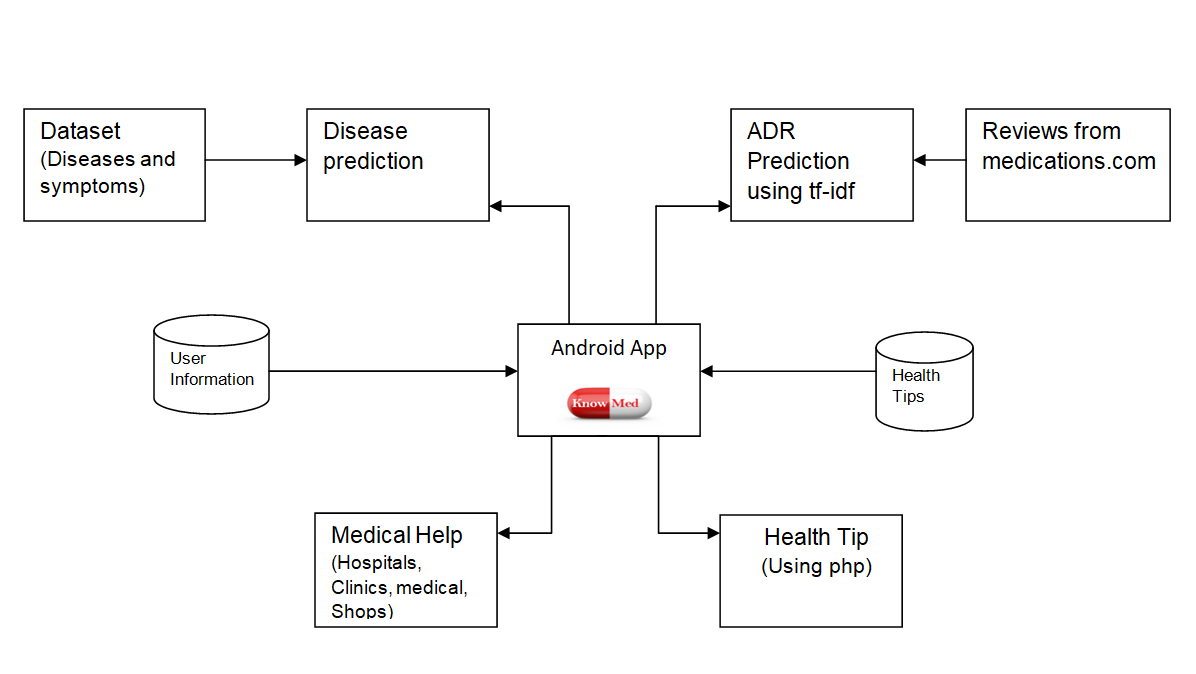 Dataset
(Diseases and
symptoms)
Disease
prediction
ADR
Prediction
using tf-idf
Reviews from
medications.com
User
Information
Android App
Know Med
Health
Tips
Medical Help
(Hospitals,
Clinics, medical,
Shops)
Health Tip
(Using php)